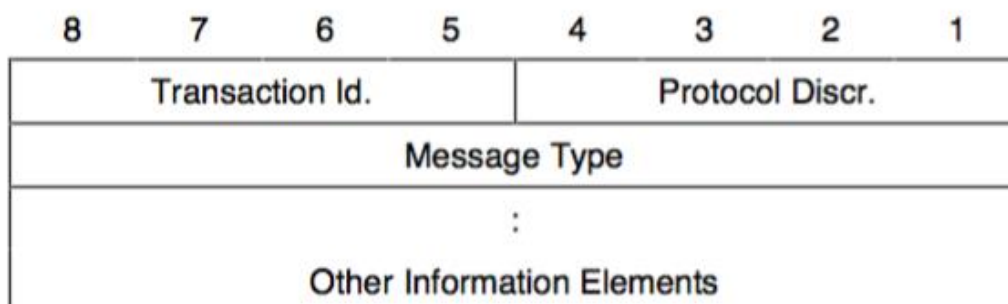 8 7 6 5 4 3 2 1
Transaction Id. Protocol Discr.
Message Type
:
Other Information Elements